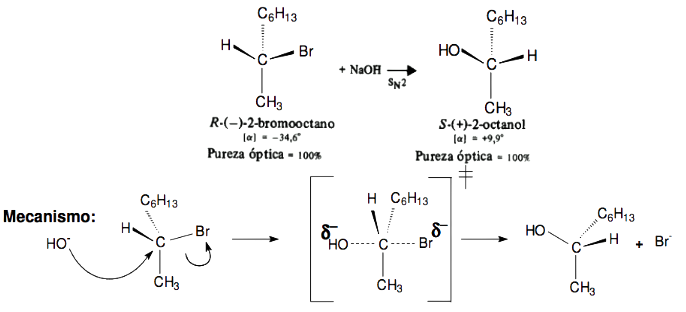 C6H13 C6H13
H Br HO H
C + NaOH C
SN2
CH3 CH3
R-(−)-2-bromooctano S-(+)-2-octanol
[α] = −34,6° [α] = +9,9°
Pureza óptica = 100% Pureza óptica = 100%
Mecanismo:
C6H13 H C6H13 C6H13
H Br δ- δ- HO
HO- C HO C Br C H + Br-
CH3 CH3 CH3